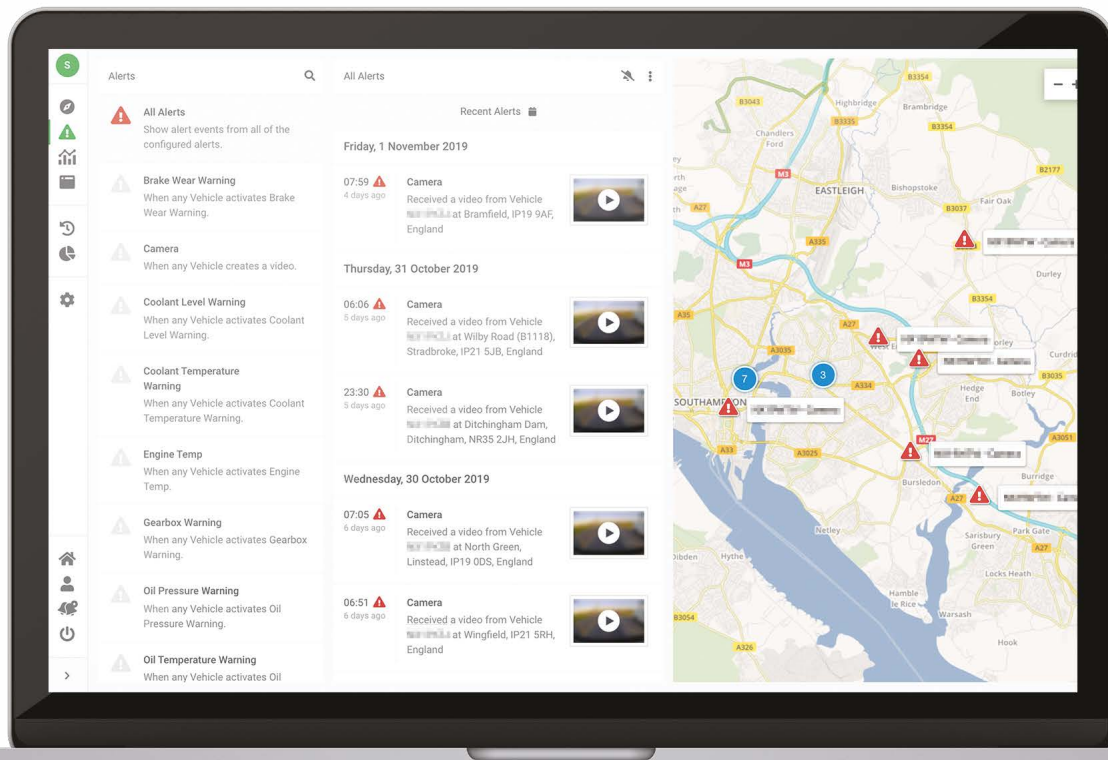 S
Alerts
All Alerts
Show alert events from all of the
configured alerts.
Brake Wear Warning
When any Vehicle activates Brake
Wear Warning.
Camera
When any Vehicle creates a video.
Coolant Level Warning
When any Vehicle activates Coolant
Level Warning.
Coolant Temperature
Warning
When any Vehicle activates Coolant
Temperature Warning.
Engine Temp
When any Vehicle activates Engine
Temp.
Gearbox Warning
When any Vehicle activates Gearbox
Warning.
Oil Pressure Warning
When any Vehicle activates Oil
Pressure Warning.
Oil Temperature Warning
When any Vehicle activates Oil
All Alerts
Recent Alerts
Friday, 1 November 2019
07:59
4 days ago
Camera
Received a video from Vehicle
at Bramfield, IP19 9AF,
England
Thursday, 31 October 2019
06:06
5 days ago
Camera
Received a video from Vehicle
at Wilby Road (B1118),
Stradbroke, IP21 5JB, England
23:30
5 days ago
Camera
Received a video from Vehicle
at Ditchingham Dam,
Ditchingham, NR35 2JH, England
Wednesday, 30 October 2019
07:05
6 days ago
Camera
Received a video from Vehicle
at North Green,
Linstead, IP19 0DS, England
06:51
6 days ago
Camera
Received a video from Vehicle
at Wingfield, IP21 5RH,
England
B3354
B3043
Highbridge
Brambridge
B3335
B3354
Chandlers
Ford
M3
B2177
EASTLEIGH
Bishopstoke
Fair Oak
A27
B3037
A335
M3
Durley
B3354
A35
A27
A3035
7
3
A334
B3035
Hedge
End
Botley
SOUTHAMPTON
M27
A3051
A33
A3025
Bursledon
Burridge
A27
Netley
Sarisbury
Green
Park Gate
A27
Hythe
Locks Heath
Hamble
le Rice
Warsash
B3054
Hook
A326